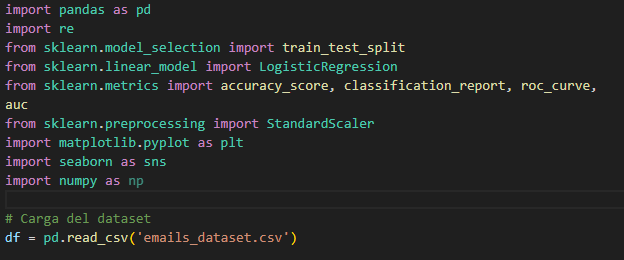 import pandas as pd
import re
from sklearn.model_selection import train_test_split
from sklearn.linear_model import LogisticRegression
from sklearn.metrics import accuracy_score, classification_report, roc_curve,
auc
from sklearn.preprocessing import StandardScaler
import matplotlib.pyplot as plt
import seaborn as sns
import numpy as np
# Carga del dataset
df = pd.read_csv('emails_dataset.csv')